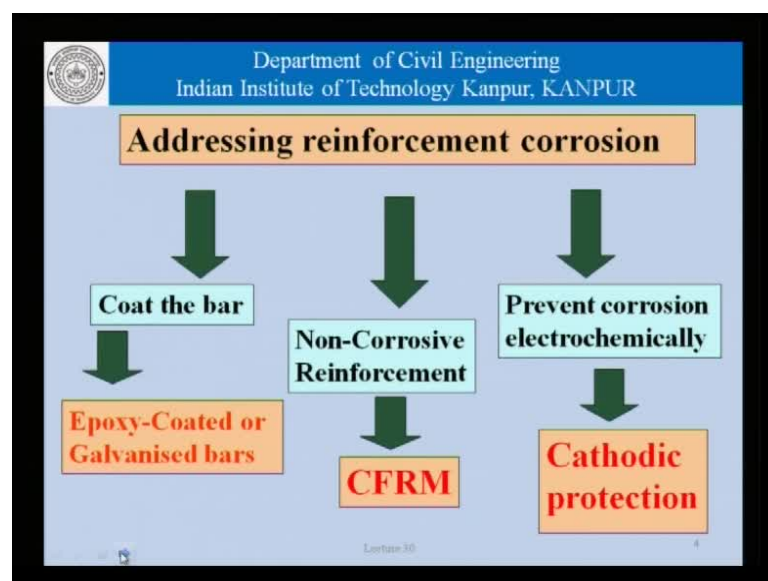 Department of Civil Engineering
Indian Institute of Technology Kanpur, KANPUR
Addressing reinforcement corrosion
Coat the bar
Non-Corrosive
Reinforcement
Prevent corrosion
electrochemically
Epoxy-Coated or
Galvanised bars
CFRM
Cathodic
protection
Lecture 30
4